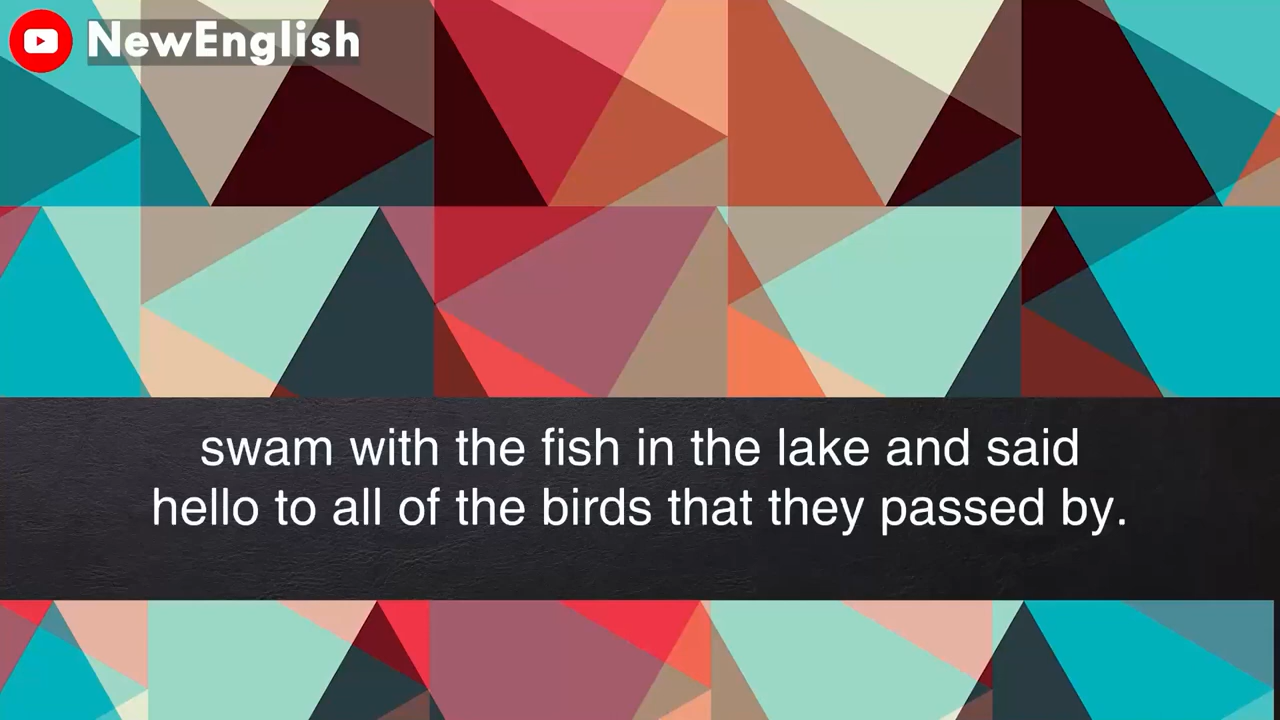 NewEnglish
swam with the fish in the lake and said
hello to all of the birds that they passed by.